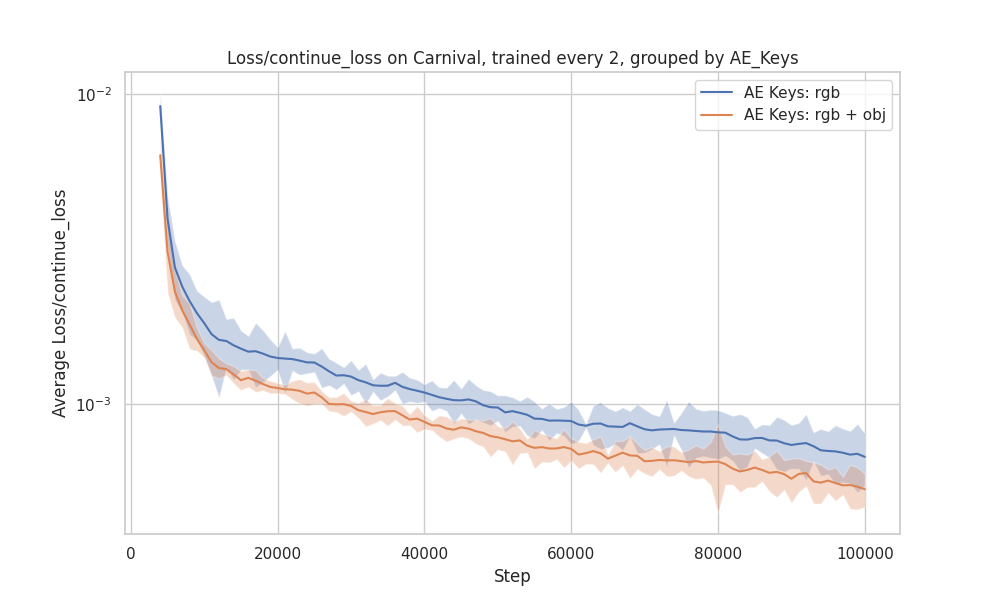 Loss/continue_loss on Carnival, trained every 2, grouped by AE_Keys
AE Keys: rgb
AE Keys: rgb + obj
Average Loss/continue_loss
10⁻²
10⁻³
0
20000
40000
60000
80000
100000
Step